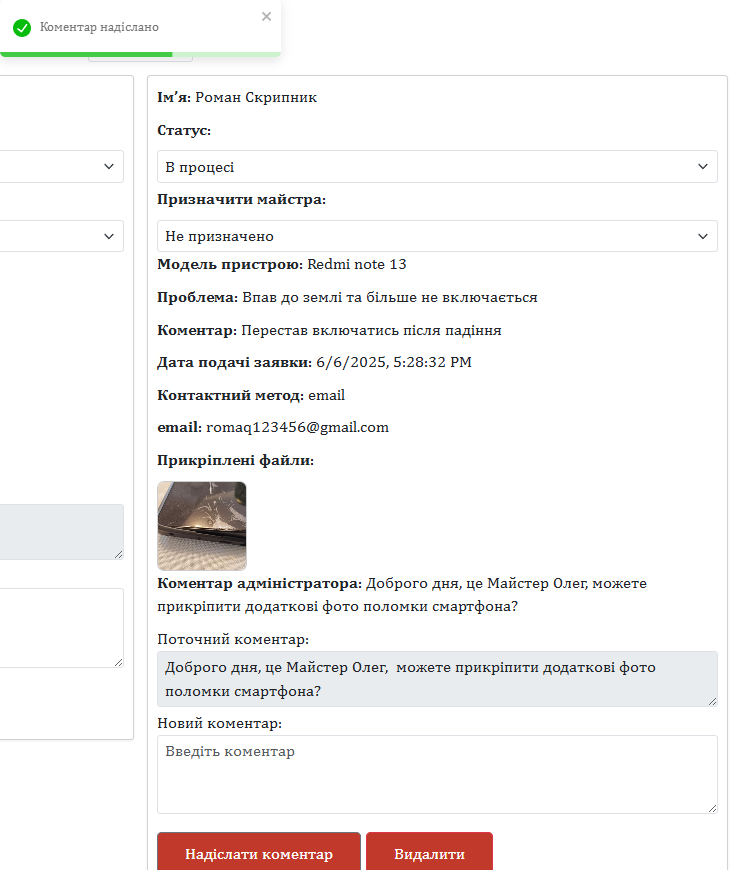 Коментар надіслано
Ім’я: Роман Скрипник
Статус:
В процесі
Призначити майстра:
Не призначено
Модель пристрою: Redmi note 13
Проблема: Впав до землі та більше не включається
Коментар: Перестав включатись після падіння
Дата подачі заявки: 6/6/2025, 5:28:32 PM
Контактний метод: email
email: romaq123456@gmail.com
Прикріплені файли:
Коментар адміністратора: Доброго дня, це Майстер Олег, можете
прикріпити додаткові фото поломки смартфона?
Поточний коментар:
Доброго дня, це Майстер Олег,  можете прикріпити додаткові фото
поломки смартфона?
Новий коментар:
Введіть коментар
Надіслати коментар Видалити